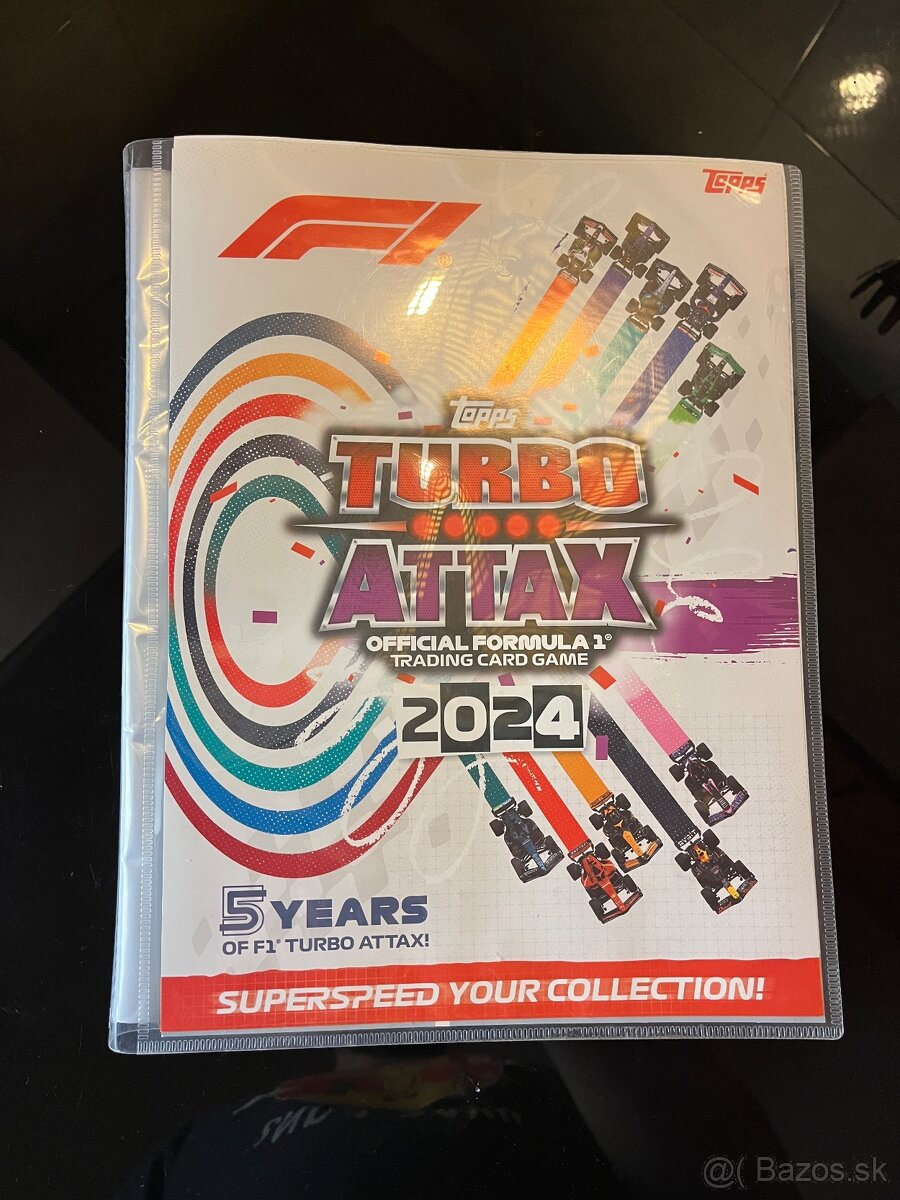 Topps
F1®
Topps
TURBO
ATTAX
OFFICIAL FORMULA 1®
TRADING CARD GAME
2024
5 YEARS
OF F1® TURBO ATTAX!
SUPERSPEED YOUR COLLECTION!
@( Bazos.sk